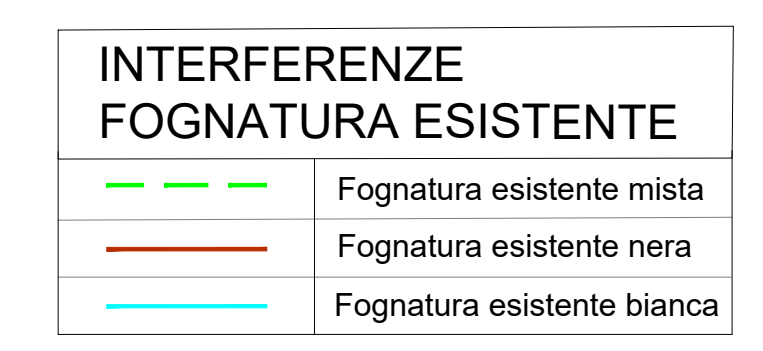 INTERFERENZE
FOGNATURA ESISTENTE
Fognatura esistente mista
Fognatura esistente nera
Fognatura esistente bianca